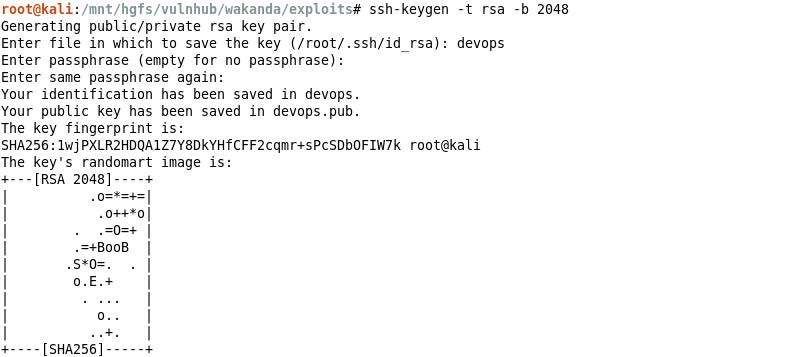 root@kali:/mnt/hgfs/vulnhub/wakanda/exploits# ssh-keygen -t rsa -b 2048
Generating public/private rsa key pair.
Enter file in which to save the key (/root/.ssh/id_rsa): devops
Enter passphrase (empty for no passphrase):
Enter same passphrase again:
Your identification has been saved in devops.
Your public key has been saved in devops.pub.
The key fingerprint is:
SHA256:1wjPXLR2HDQA1Z7Y8DkYHfCFF2cqmr+sPcSDbOFIW7k root@kali
The key's randomart image is:
+---[RSA 2048]----+
|          .o=*=+=|
|           .o++*o|
|        .  .=O=+ |
|        .=+BooB  |
|       .S*O=.  . |
|        o.E.+    |
|         . ...   |
|           o..   |
|          ..+.   |
+----[SHA256]-----+